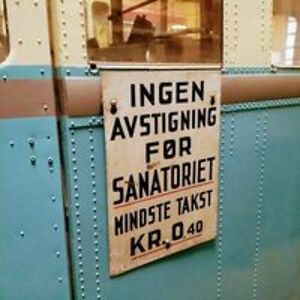 INGEN
AVSTIGNING
FØR
SANATORIET
MINDSTE TAKST
KR. 0.40